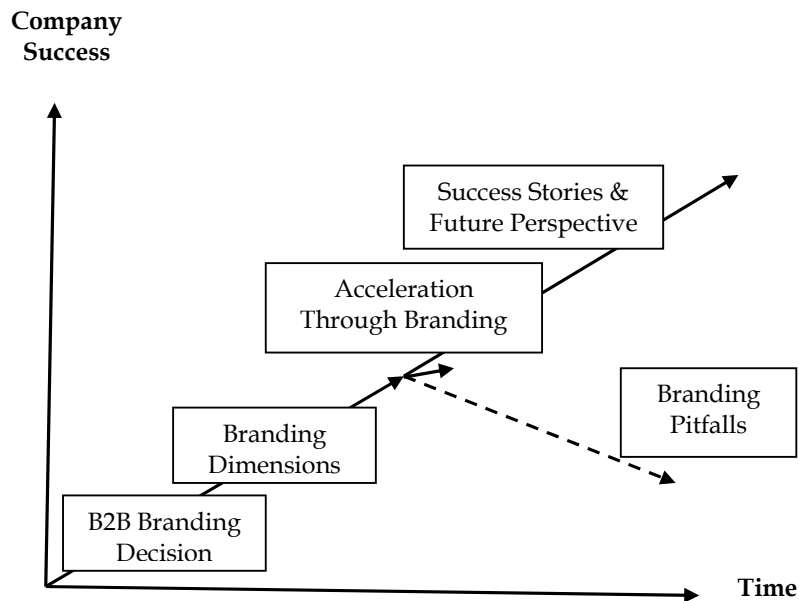 Company
Success
Success Stories &
Future Perspective
Acceleration
Through Branding
Branding
Pitfalls
Branding
Dimensions
B2B Branding
Decision
Time